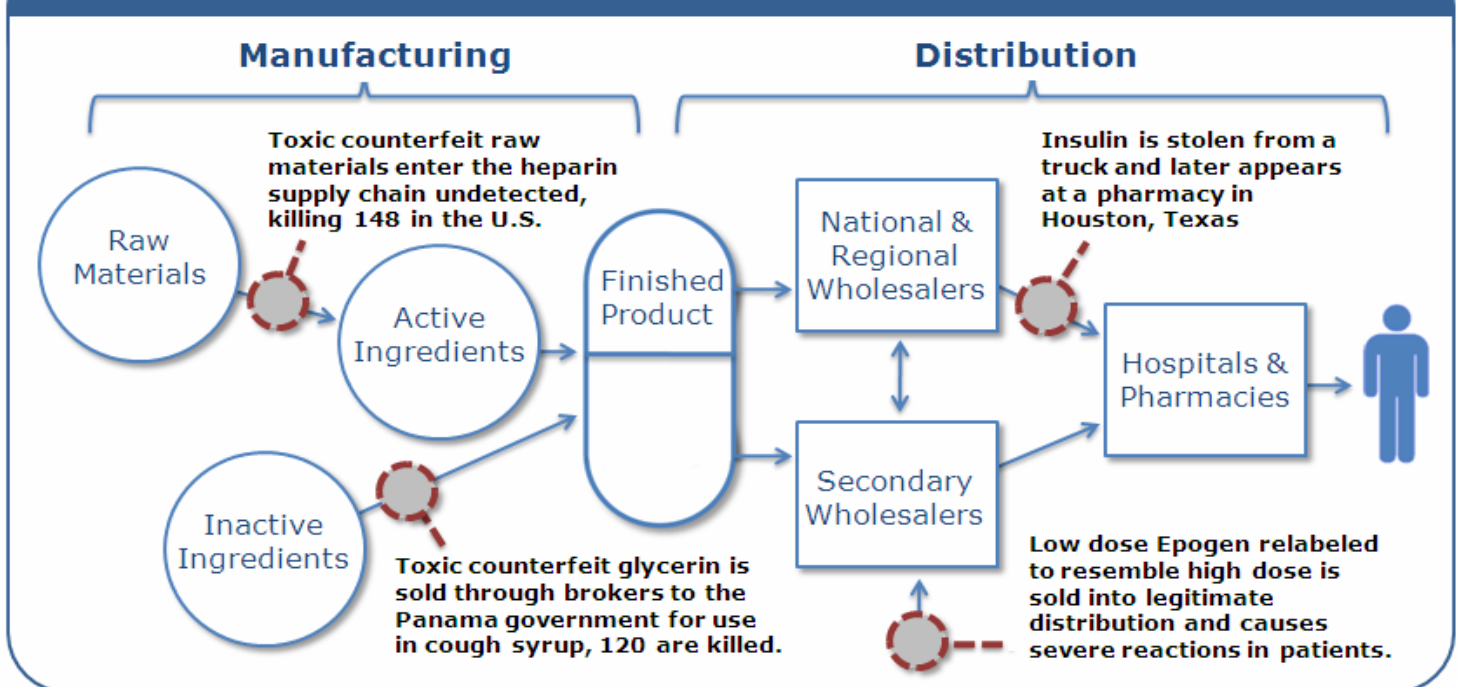 Manufacturing
Distribution
Toxic counterfeit raw
materials enter the heparin
supply chain undetected,
killing 148 in the U.S.
Insulin is stolen from a
truck and later appears
at a pharmacy in
Houston, Texas
Raw
Materials
Active
Ingredients
Finished
Product
National &
Regional
Wholesalers
Hospitals &
Pharmacies
Inactive
Ingredients
Secondary
Wholesalers
Toxic counterfeit glycerin is
sold through brokers to the
Panama government for use
in cough syrup, 120 are killed.
Low dose Epogen relabeled
to resemble high dose is
sold into legitimate
distribution and causes
severe reactions in patients.